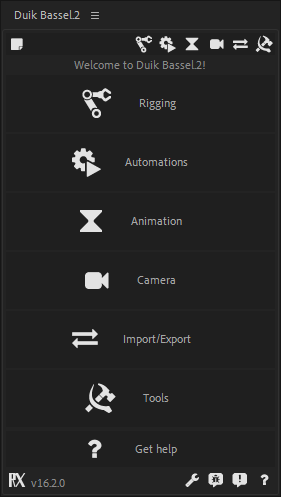 Duik Bassel.2
Welcome to Duik Bassel.2!
Rigging
Automations
Animation
Camera
Import/Export
Tools
Get help
RX v16.2.0